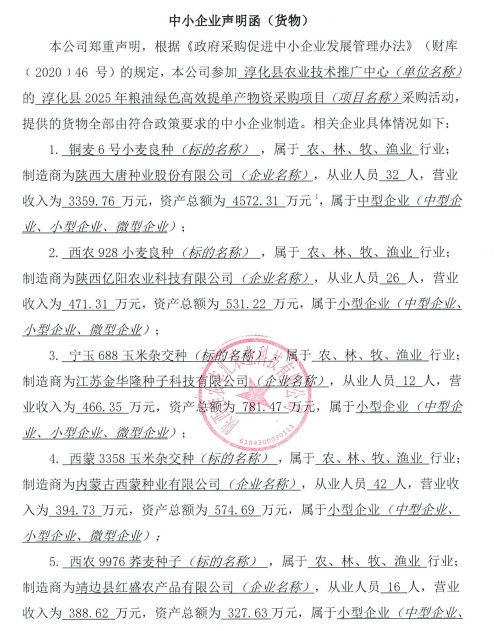 中小企业声明函（货物）
本公司郑重声明，根据《政府采购促进中小企业发展管理办法》（财库
﹝2020﹞46 号）的规定，本公司参加 淳化县农业技术推广中心（单位名称）
的 淳化县 2025 年粮油绿色高效提单产物资采购项目（项目名称）采购活动，
提供的货物全部由符合政策要求的中小企业制造。相关企业具体情况如下：
1. 铜麦 6 号小麦良种（标的名称） ，属于 农、林、牧、渔业 行业；
制造商为陕西大唐种业股份有限公司（企业名称），从业人员 32 人，营业
收入为 3359.76 万元，资产总额为 4572.31 万元¹，属于中型企业（中型企
业、小型企业、微型企业）；
2. 西农 928 小麦良种（标的名称） ，属于 农、林、牧、渔业 行业；
制造商为陕西亿阳农业科技有限公司（企业名称），从业人员 26 人，营业
收入为 471.31 万元，资产总额为 531.22 万元，属于小型企业（中型企业、
小型企业、微型企业）；
3. 宁玉 688 玉米杂交种（标的名称） ，属于 农、林、牧、渔业 行业；
制造商为江苏金华隆种子科技有限公司（企业名称），从业人员 12 人，营
业收入为 466.35 万元，资产总额为 781.47 万元，属于小型企业（中型企
业、小型企业、微型企业）；
4. 西蒙 3358 玉米杂交种（标的名称） ，属于 农、林、牧、渔业 行业；
制造商为内蒙古西蒙种业有限公司（企业名称），从业人员 42 人，营业收
入为 394.73 万元，资产总额为 574.69 万元，属于小型企业（中型企业、
小型企业、微型企业）；
5. 西农 9976 荞麦种子（标的名称） ，属于 农、林、牧、渔业 行业；
制造商为靖边县红盛农产品有限公司（企业名称），从业人员 16 人，营业
收入为 388.62 万元，资产总额为 327.63 万元，属于小型企业（中型企业、